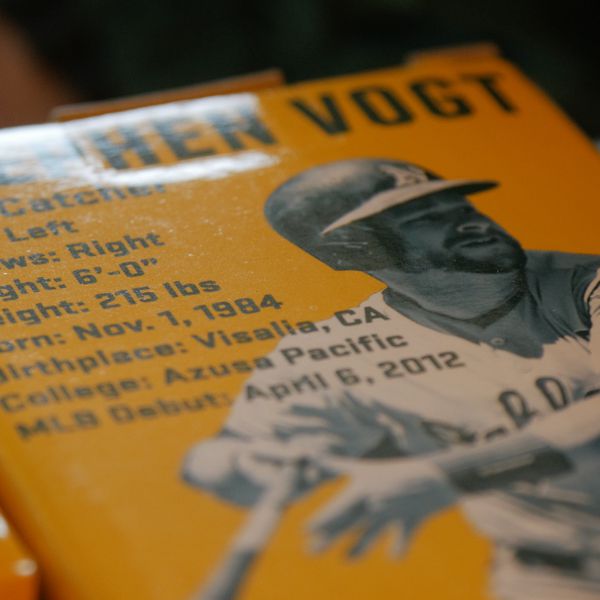 HEN VOGT
Catcher
Left
ws: Right
ght: 6'-0"
eight: 215 lbs
orn: Nov. 1, 1984
irthplace: Visalia, CA
College: Azusa Pacific
MLB Debut: April 6, 2012